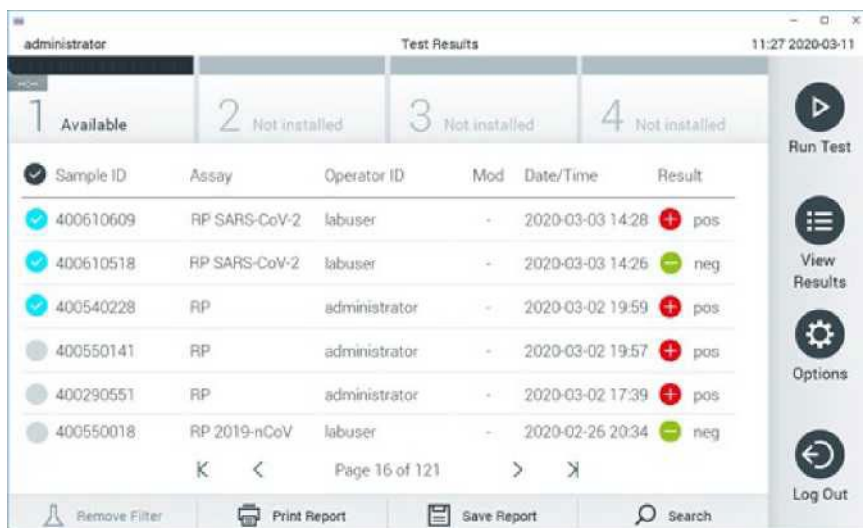 administrator Test Results 11:27 2020-03-11
1 Available 2 Not installed 3 Not installed 4 Not installed
Run Test
Sample ID Assay Operator ID Mod Date/Time Result
400610609 RP SARS-CoV-2 labuser - 2020-03-03 14:28 pos
400610518 RP SARS-CoV-2 labuser - 2020-03-03 14:26 neg
View Results
400540228 RP administrator - 2020-03-02 19:59 pos
400550141 RP administrator - 2020-03-02 19:57 pos
Options
400290551 RP administrator - 2020-03-02 17:39 pos
400550018 RP 2019-nCoV labuser - 2020-02-26 20:34 neg
Page 16 of 121
Log Out
Remove Filter Print Report Save Report Search